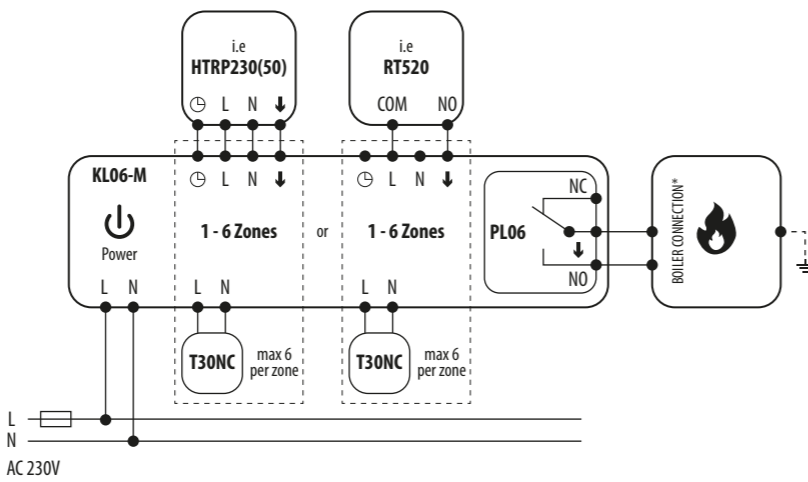 i.e
HTRP230(50)
L N
i.e
RT520
COM NO
KL06-M
Power
L N
L N
1 - 6 Zones
or
L N
1 - 6 Zones
PL06
NC
NO
BOILER CONNECTION*
L N
T30NC
max 6
per zone
L N
T30NC
max 6
per zone
L
N
AC 230V